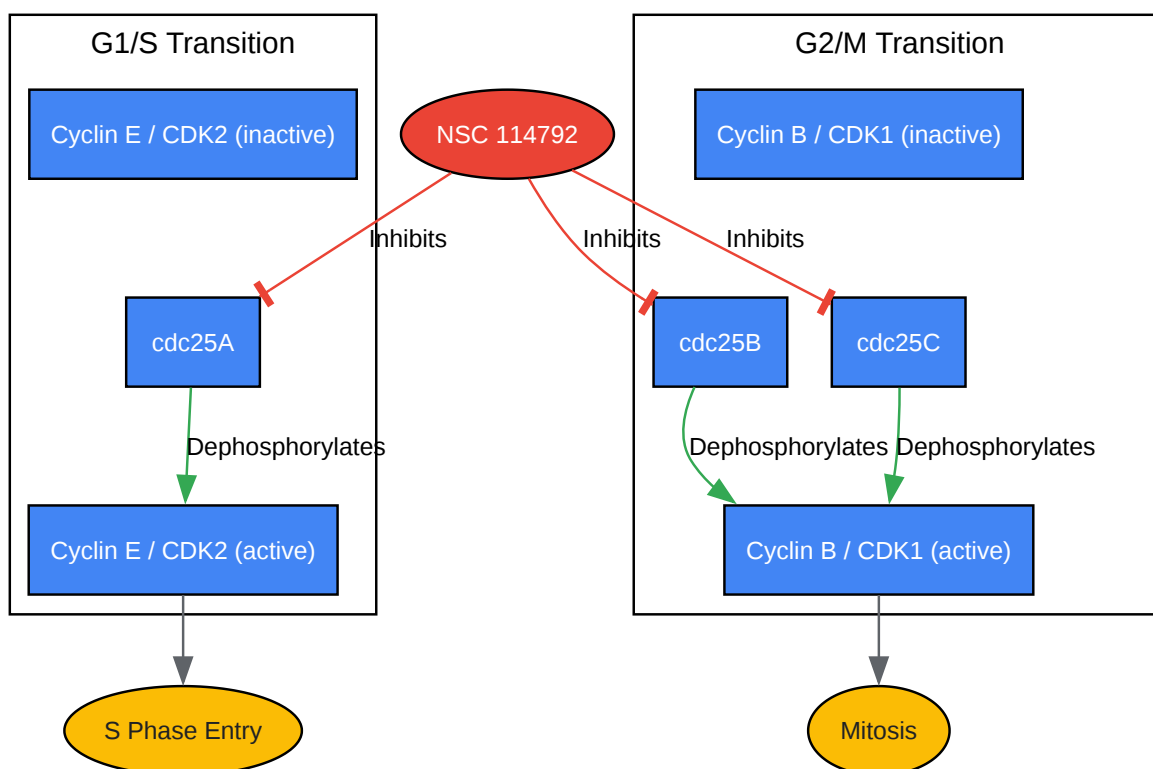 G1/S Transition
G2/M Transition
Cyclin E / CDK2 (inactive)
NSC 114792
Cyclin B / CDK1 (inactive)
Inhibits
Inhibits
Inhibits
cdc25A
cdc25B
cdc25C
Dephosphorylates
Dephosphorylates
Dephosphorylates
Cyclin E / CDK2 (active)
Cyclin B / CDK1 (active)
S Phase Entry
Mitosis